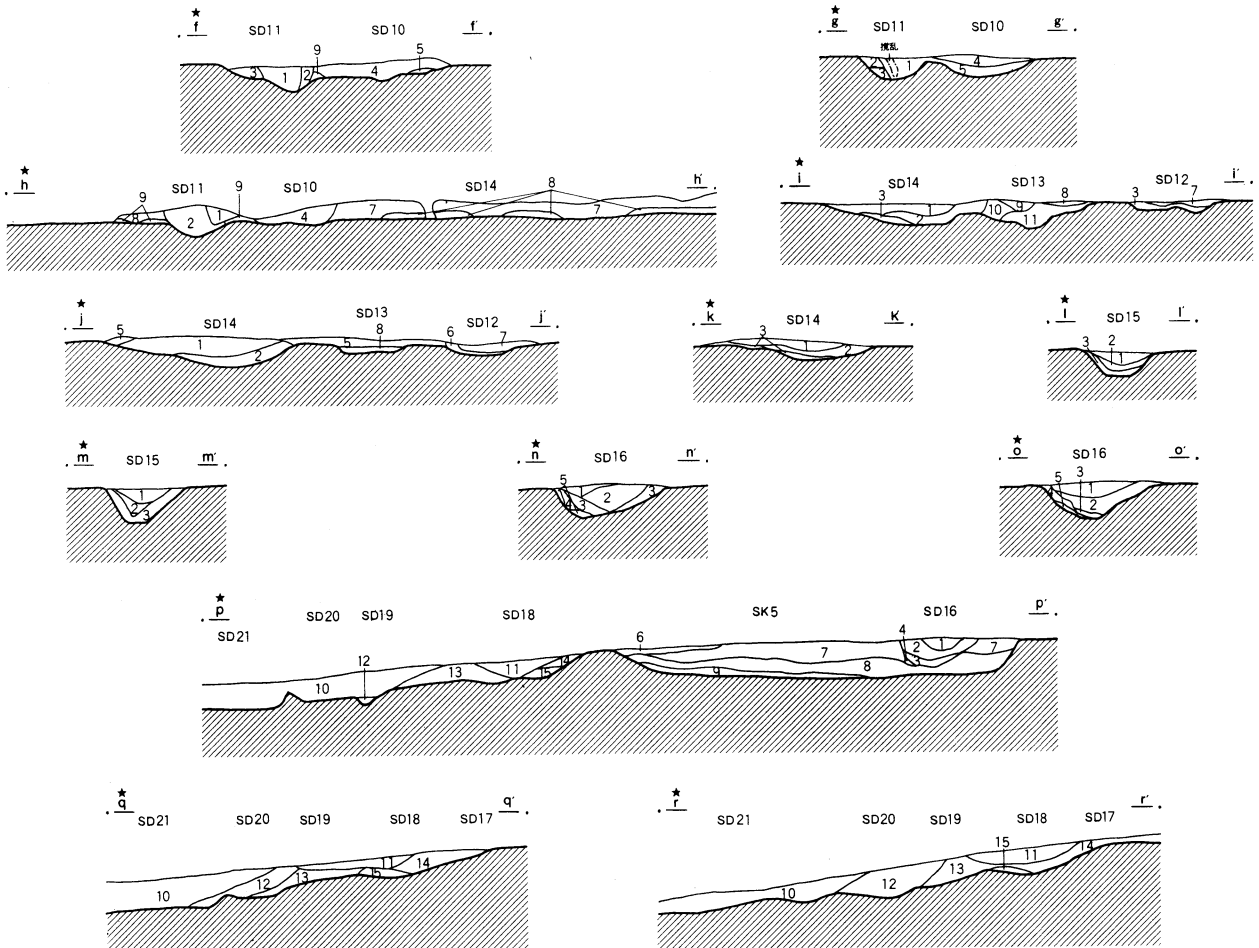 ★ ★
. f SD11 SD10 f′ . . g SD11 SD10 g′ .
9 5 攪乱
3 1 2 4 2 3 1 4 5
★ ★
. h SD11 SD10 SD14 h′ . . i SD14 SD13 SD12 i′ .
9 9 8 3 8 3 7
8 2 1 4 7 7 2 1 10 9 11
★ ★ ★
. j SD14 SD13 SD12 j′ . . k SD14 K . . l SD15 l′ .
5 8 6 7 3 3 2
1 2 5 1 2 1
★ ★ ★
. m SD15 m′ . . n SD16 n′ . . o SD16 o′ .
5 5 3
1 2 3 1 2 3 4 3 1 2
★
. p SD20 SD19 SD18 SK5 SD16 p′ .
SD21
12 6 4
10 13 11 14 15 9 7 8 2 1 3 7
★ ★
. q q′ . . r r′ .
SD21 SD20 SD19 SD18 SD17 SD21 SD20 SD19 SD18 SD17
15
10 12 13 11 15 14 10 12 13 11 14